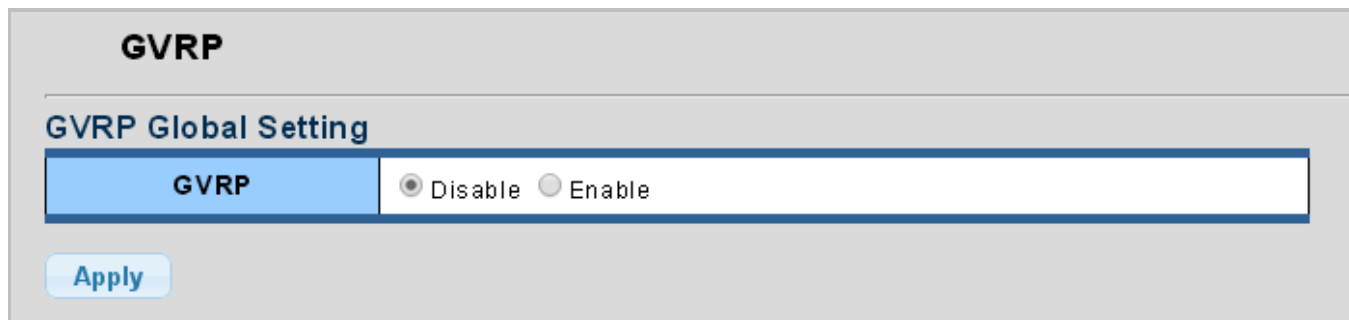 GVRP
GVRP Global Setting
GVRP Disable Enable
Apply